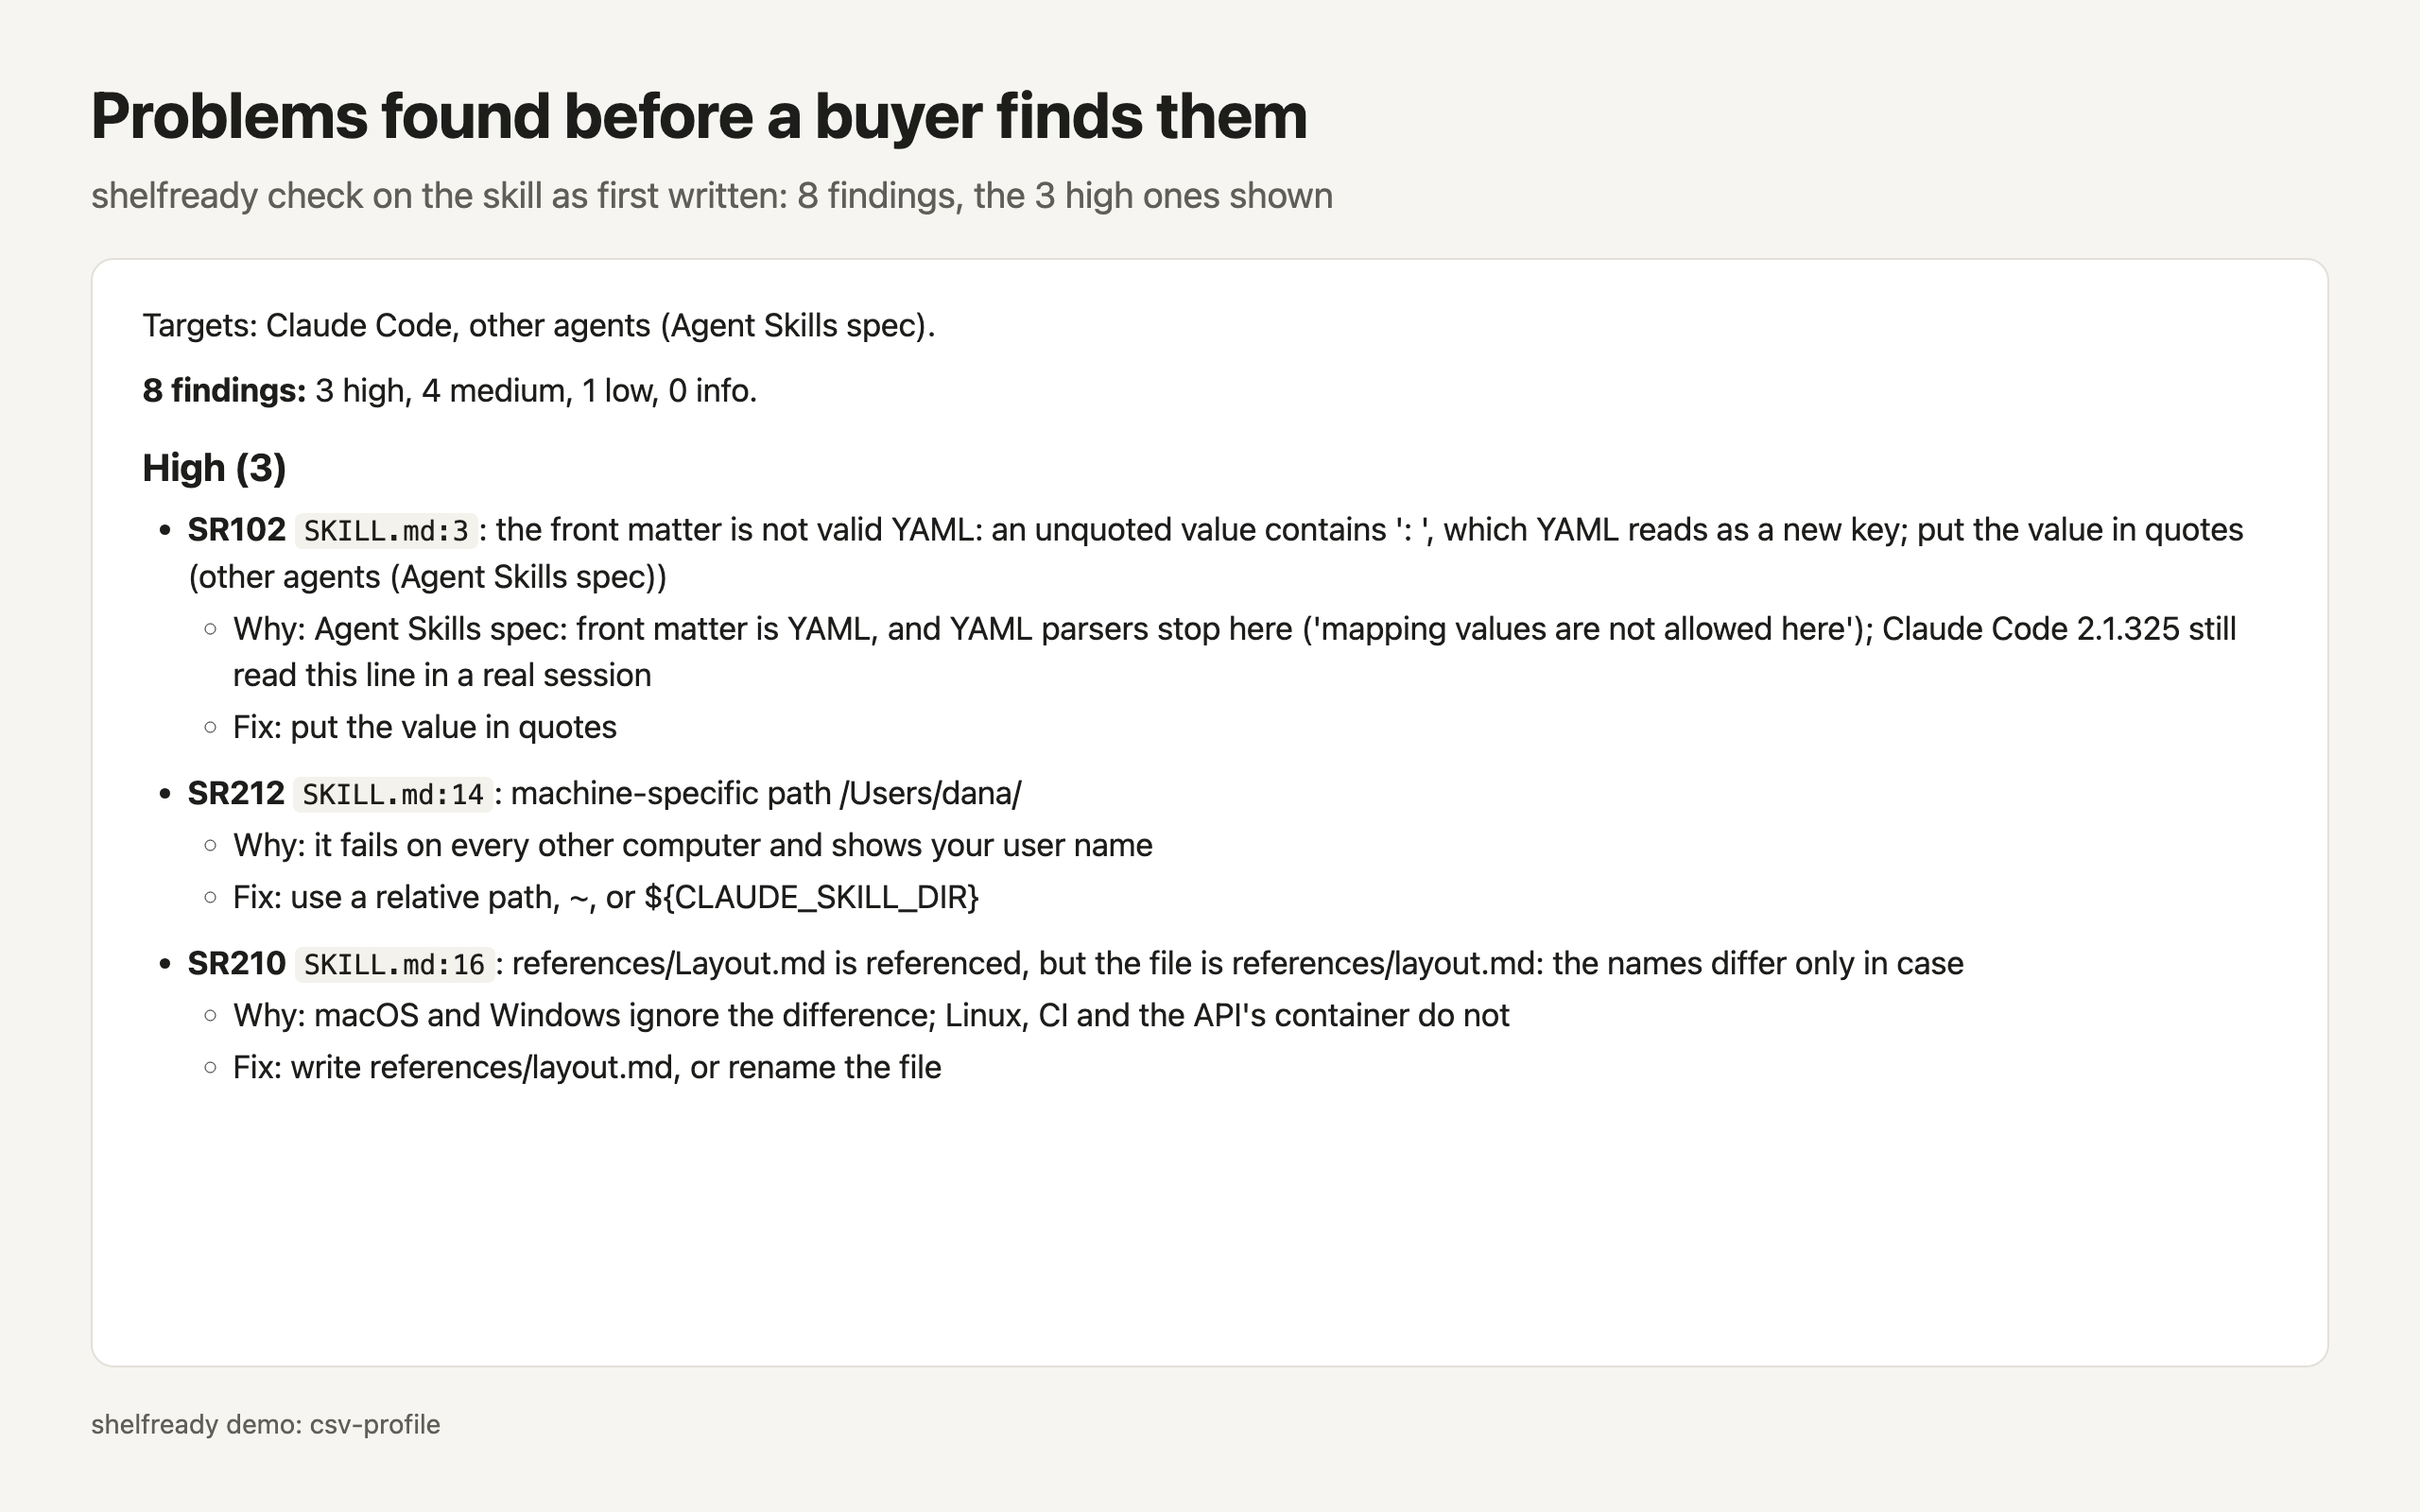 Problems found before a buyer finds them
shelfready check on the skill as first written: 8 findings, the 3 high ones shown
Targets: Claude Code, other agents (Agent Skills spec).
8 findings: 3 high, 4 medium, 1 low, 0 info.
High (3)
• SR102 SKILL.md:3: the front matter is not valid YAML: an unquoted value contains ': ', which YAML reads as a new key; put the value in quotes
(other agents (Agent Skills spec))
◦ Why: Agent Skills spec: front matter is YAML, and YAML parsers stop here ('mapping values are not allowed here'); Claude Code 2.1.325 still
read this line in a real session
◦ Fix: put the value in quotes
• SR212 SKILL.md:14: machine-specific path /Users/dana/
◦ Why: it fails on every other computer and shows your user name
◦ Fix: use a relative path, ~, or ${CLAUDE_SKILL_DIR}
• SR210 SKILL.md:16: references/Layout.md is referenced, but the file is references/layout.md: the names differ only in case
◦ Why: macOS and Windows ignore the difference; Linux, CI and the API's container do not
◦ Fix: write references/layout.md, or rename the file
shelfready demo: csv-profile